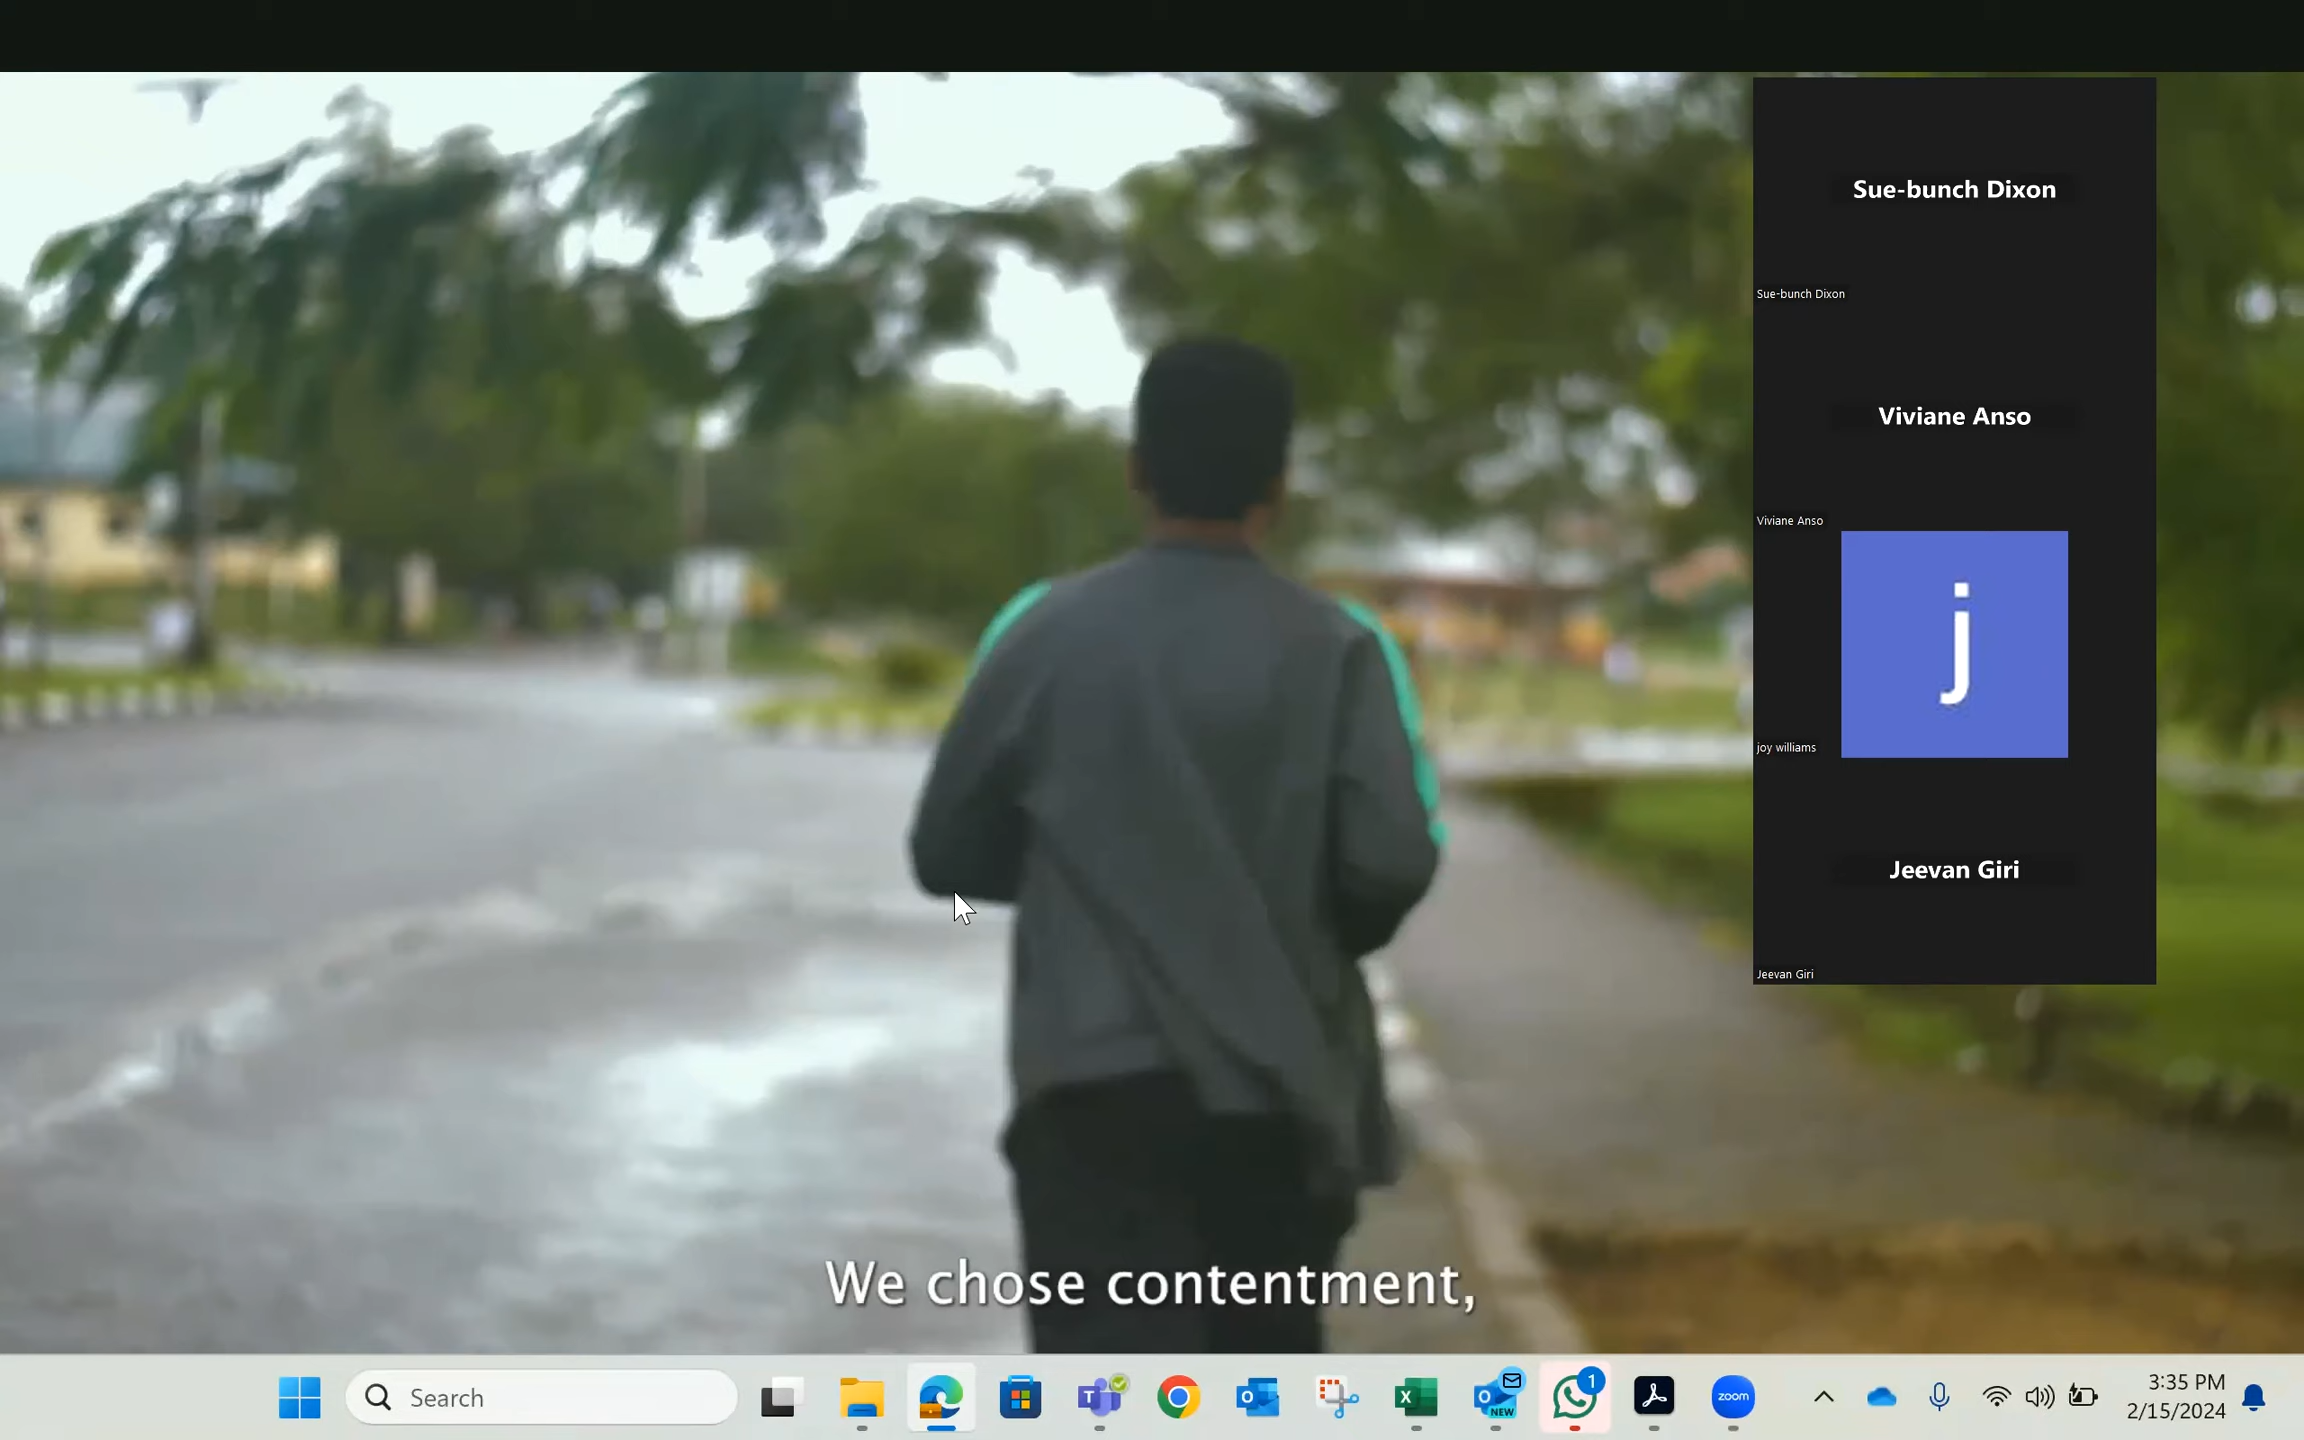 Sue-bunch Dixon
Sue-bunch Dixon
Viviane Anso
Viviane Anso
j
joy williams
Jeevan Giri
Jeevan Giri
We chose contentment,
Search
T
O
X
O
NEW
1
zoom
3:35 PM
2/15/2024